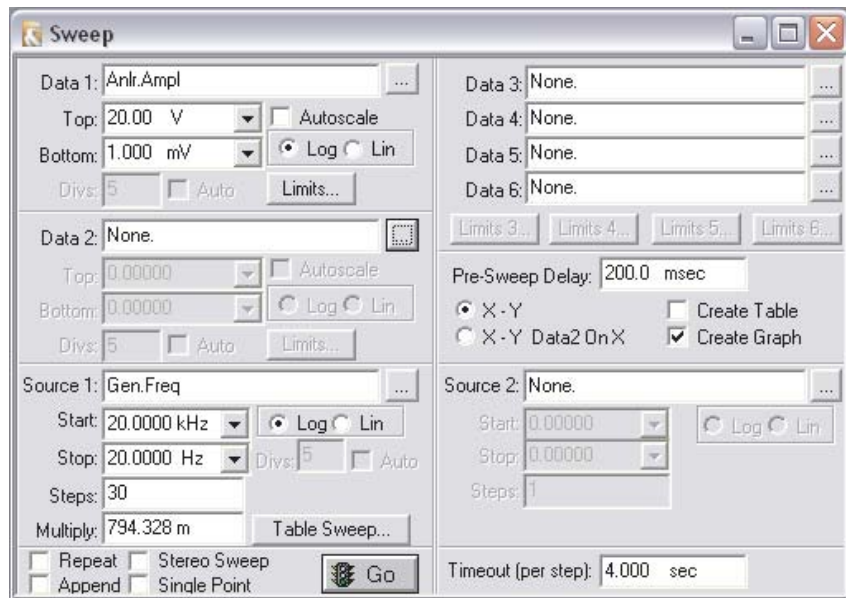 Sweep
Data 1: Anlr.Ampl ...
Top: 20.00 V Autoscale
Bottom: 1.000 mV Log Lin
Divs: 5 Auto Limits...
Data 2: None. ...
Top: 0.00000 Autoscale
Bottom: 0.00000 Log Lin
Divs: 5 Auto Limits...
Source 1: Gen.Freq ...
Start: 20.0000 kHz Log Lin
Stop: 20.0000 Hz Divs: 5 Auto
Steps: 30
Multiply: 794.328 m Table Sweep...
Repeat Stereo Sweep
Append Single Point Go
Data 3: None. ...
Data 4: None. ...
Data 5: None. ...
Data 6: None. ...
Limits 3... Limits 4... Limits 5... Limits 6...
Pre-Sweep Delay: 200.0 msec
X - Y Create Table
X - Y Data2 On X Create Graph
Source 2: None. ...
Start: 0.00000 Log Lin
Stop: 0.00000
Steps: 1
Timeout (per step): 4.000 sec